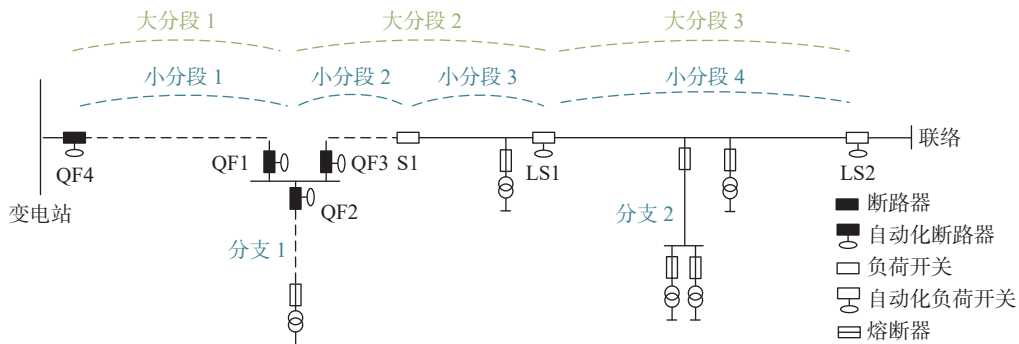 大分段 1
大分段 2
大分段 3
小分段 1
小分段 2
小分段 3
小分段 4
联络
QF4
QF1
QF3
S1
LS1
LS2
变电站
QF2
分支 1
分支 2
断路器
自动化断路器
负荷开关
自动化负荷开关
熔断器